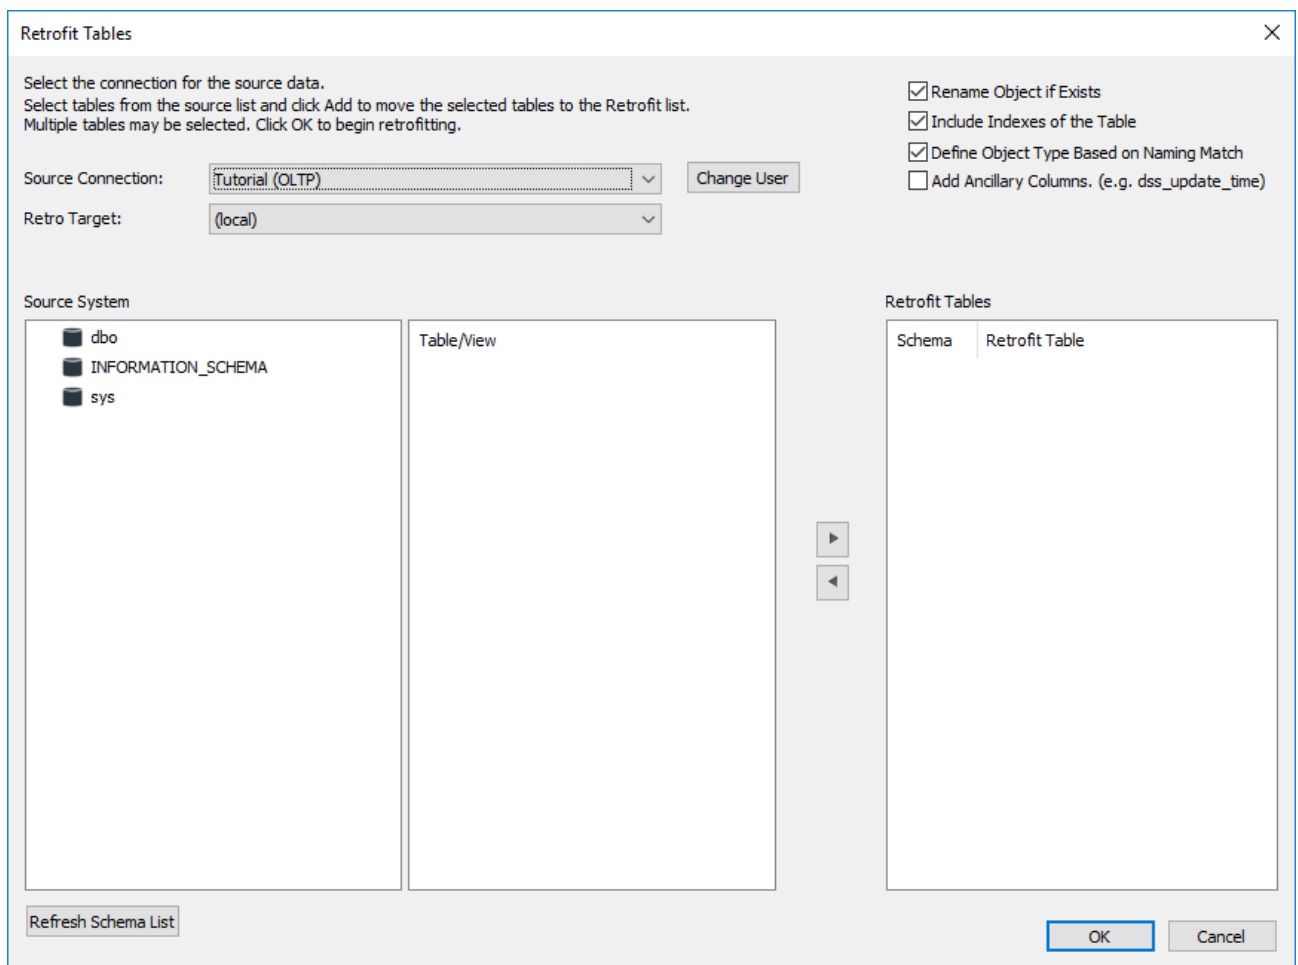 Retrofit Tables
Select the connection for the source data.
Select tables from the source list and click Add to move the selected tables to the Retrofit list.
Multiple tables may be selected. Click OK to begin retrofitting.
Rename Object if Exists
Include Indexes of the Table
Define Object Type Based on Naming Match
Add Ancillary Columns. (e.g. dss_update_time)
Source Connection:
Tutorial (OLTP)
Change User
Retro Target:
(local)
Source System
dbo
INFORMATION_SCHEMA
sys
Table/View
Retrofit Tables
Schema
Retrofit Table
Refresh Schema List
OK
Cancel